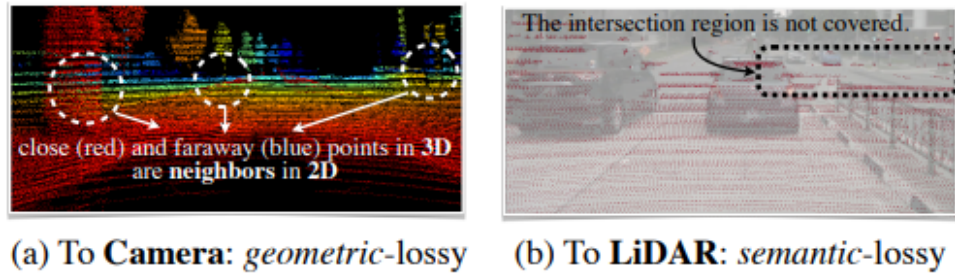 close (red) and faraway (blue) points in 3D
are neighbors in 2D
(a) To Camera: geometric-lossy
The intersection region is not covered.
(b) To LiDAR: semantic-lossy